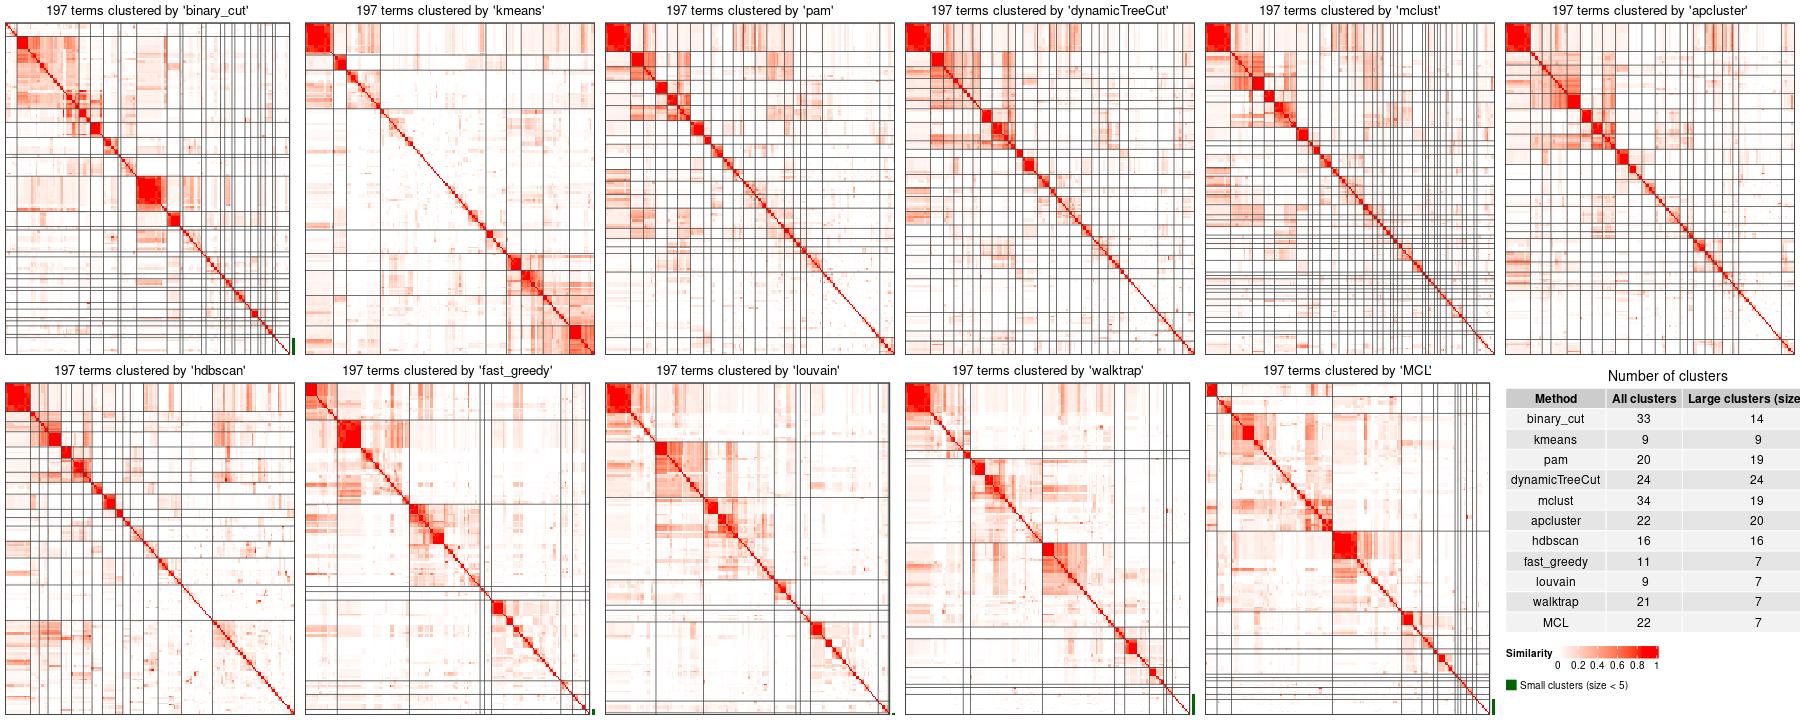 197 terms clustered by 'binary_cut'
197 terms clustered by 'kmeans'
197 terms clustered by 'pam'
197 terms clustered by 'dynamicTreeCut'
197 terms clustered by 'mclust'
197 terms clustered by 'apcluster'
197 terms clustered by 'hdbscan'
197 terms clustered by 'fast_greedy'
197 terms clustered by 'louvain'
197 terms clustered by 'walktrap'
197 terms clustered by 'MCL'
Number of clusters
Method All clusters Large clusters (size
binary_cut 33 14
kmeans 9 9
pam 20 19
dynamicTreeCut 24 24
mclust 34 19
apcluster 22 20
hdbscan 16 16
fast_greedy 11 7
louvain 9 7
walktrap 21 7
MCL 22 7
Similarity
0 0.2 0.4 0.6 0.8 1
Small clusters (size < 5)